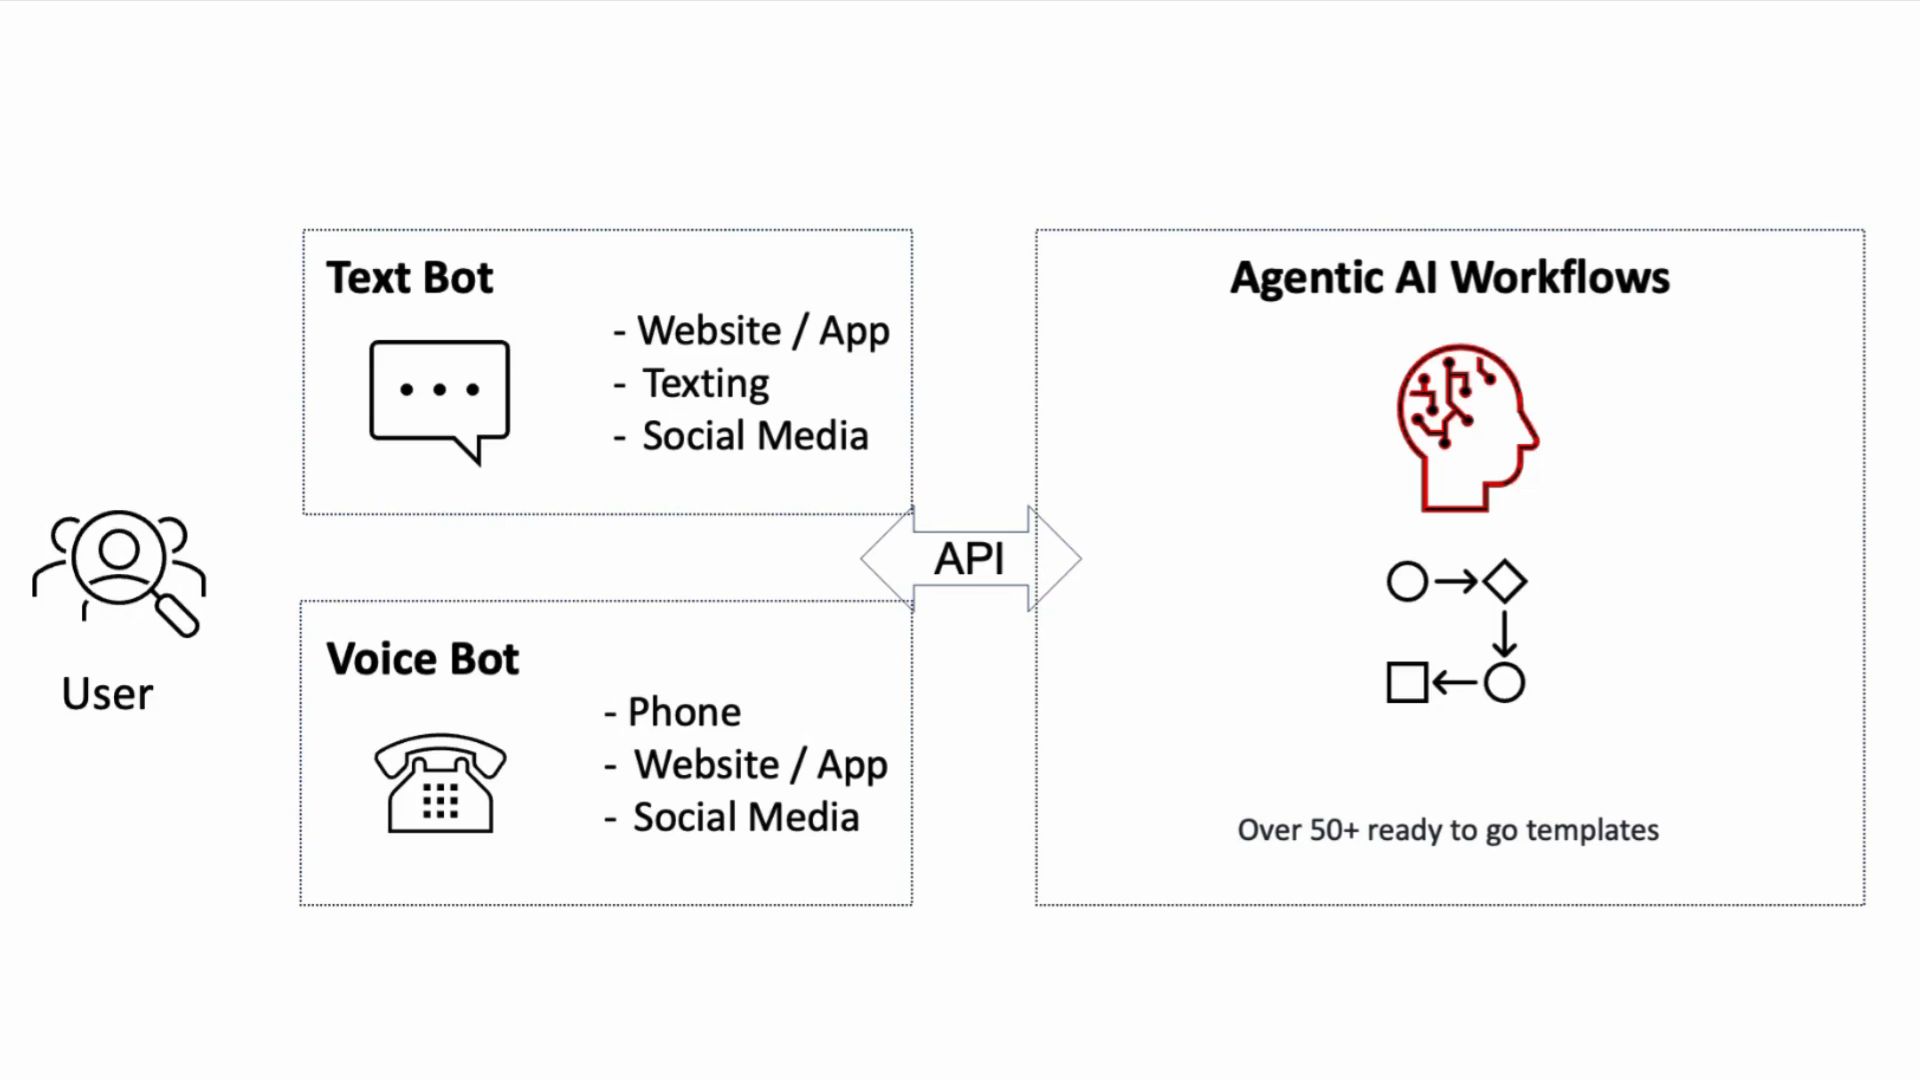 Text Bot
- Website / App
- Texting
- Social Media
User
Voice Bot
- Phone
- Website / App
- Social Media
API
Agentic AI Workflows
Over 50+ ready to go templates